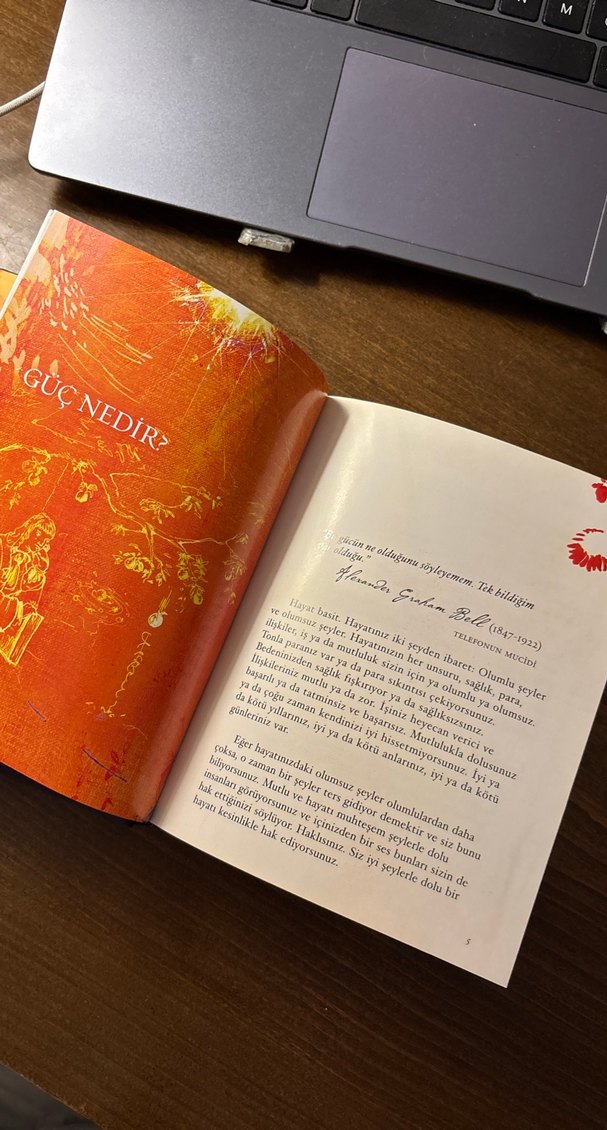 GÜÇ NEDİR?
"Bu gücün ne olduğunu söyleyemem. Tek bildiğim
olduğu."
Alexander Graham Bell (1847-1922)
TELEFONUN MUCİDİ
Hayat basit. Hayatınız iki şeyden ibaret: Olumlu şeyler
ve olumsuz şeyler. Hayatınızın her unsuru, sağlık, para,
ilişkiler, iş ya da mutluluk sizin için ya olumlu ya olumsuz.
Tonla paranız var ya da para sıkıntısı çekiyorsunuz.
Bedeninizden sağlık fışkırıyor ya da sağlıksızsınız.
İlişkileriniz mutlu ya da zor. İşiniz heyecan verici ve
başarılı ya da tatminsiz ve başarısız. Mutlulukla dolusunuz
ya da çoğu zaman kendinizi iyi hissetmiyorsunuz. İyi ya
da kötü yıllarınız, iyi ya da kötü anlarınız, iyi ya da kötü
günleriniz var.
Eğer hayatınızdaki olumsuz şeyler olumlulardan daha
çoksa, o zaman bir şeyler ters gidiyor demektir ve siz bunu
biliyorsunuz. Mutlu ve hayatı muhteşem şeylerle dolu
insanları görüyorsunuz ve içinizden bir ses bunları sizin de
hak ettiğinizi söylüyor. Haklısınız. Siz iyi şeylerle dolu bir
hayatı kesinlikle hak ediyorsunuz.
5
N
M